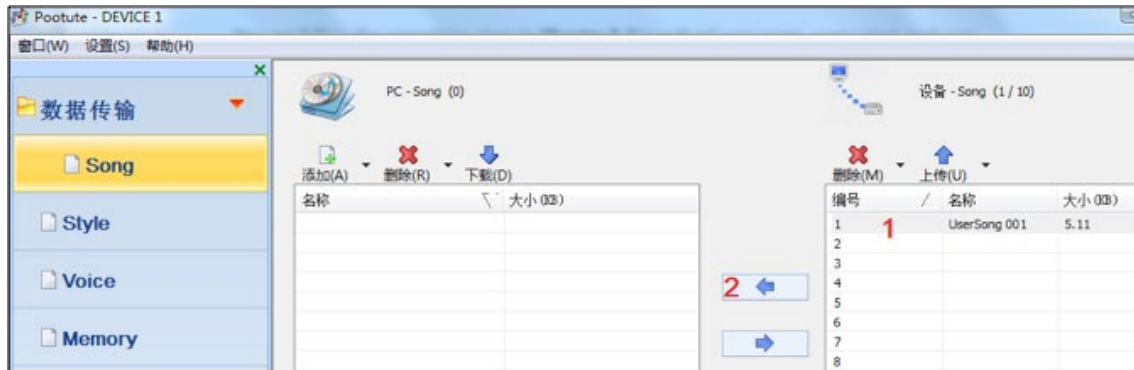 Pootute - DEVICE 1
窗口(W) 设置(S) 帮助(H)
数据传输
Song
Style
Voice
Memory
PC - Song (0)
添加(A) 删除(R) 下载(D)
名称 大小(KB)
2
设备 - Song (1 / 10)
删除(M) 上传(U)
编号 / 名称 大小(KB)
1 1 UserSong 001 5.11
2
3
4
5
6
7
8